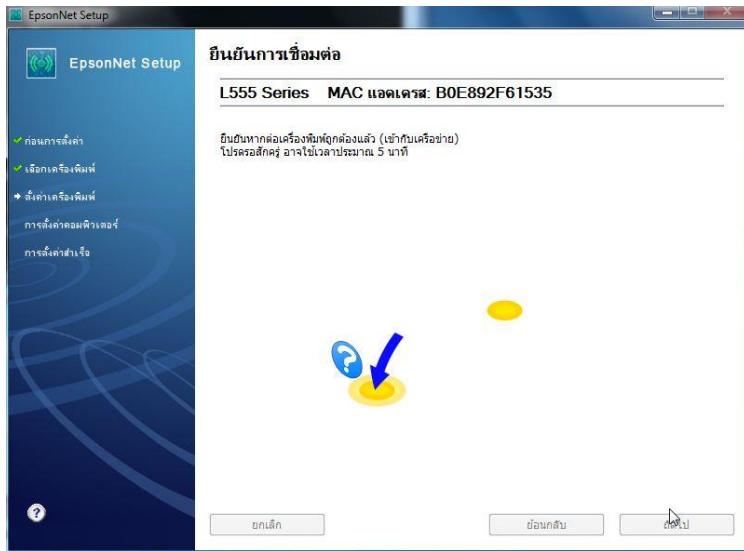 EpsonNet Setup
EpsonNet Setup
ยืนยันการเชื่อมต่อ
L555 Series MAC แอดเดรส: B0E892F61535
ยืนยันหากต่อเครื่องพิมพ์ถูกต้องแล้ว (เข้ากับเครือข่าย)
โปรดรอสักครู่ อาจใช้เวลาประมาณ 5 นาที
ก่อนการตั้งค่า
เลือกเครื่องพิมพ์
ตั้งค่าเครื่องพิมพ์
การตั้งค่าคอมพิวเตอร์
การตั้งค่าสำเร็จ
?
?
ยกเลิก
ย้อนกลับ
ถัดไป